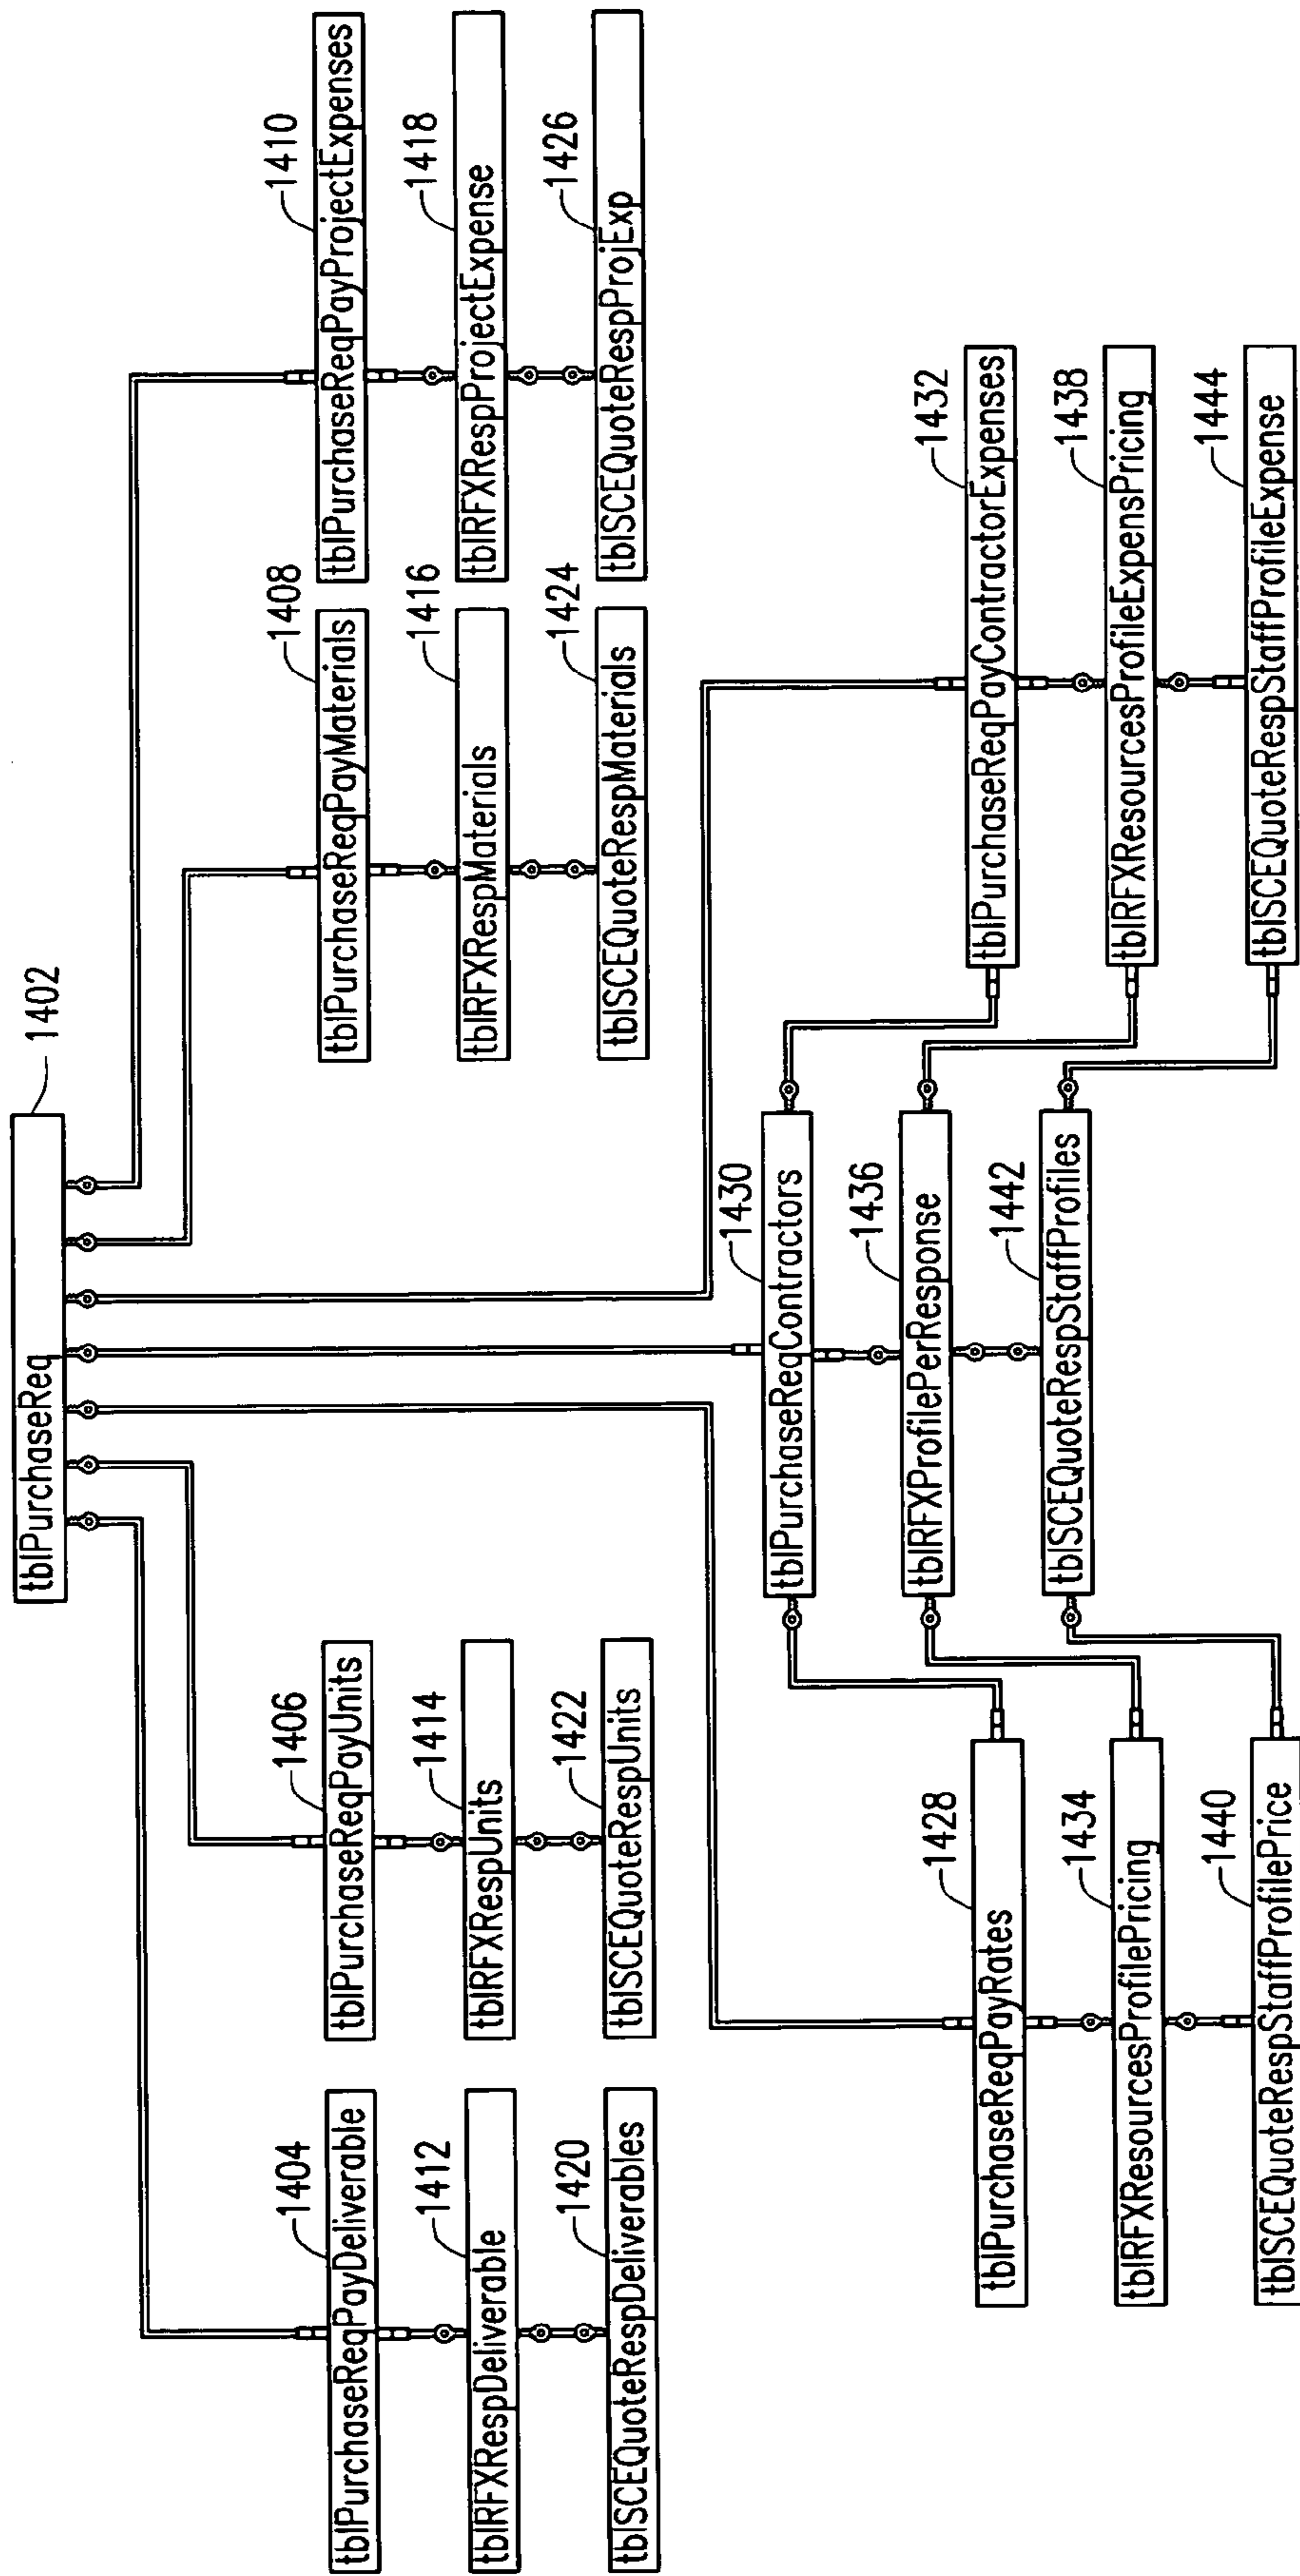 1402
tblPurchaseReq
1404
tblPurchaseReqPayDeliverable
1406
tblPurchaseReqPayUnits
1408
tblPurchaseReqPayMaterials
1410
tblPurchaseReqPayProjectExpenses
1412
tblRFXRespDeliverable
1414
tblRFXRespUnits
1416
tblRFXRespMaterials
1418
tblRFXRespProjectExpense
1420
tblSCEQuoteRespDeliverables
1422
tblSCEQuoteRespUnits
1424
tblSCEQuoteRespMaterials
1426
tblSCEQuoteRespProjExp
1430
tblPurchaseReqContractors
1428
tblPurchaseReqPayRates
1432
tblPurchaseReqPayContractorExpenses
1436
tblRFXProfilePerResponse
1434
tblRFXResourcesProfilePricing
1438
tblRFXResourcesProfileExpensPricing
1442
tblSCEQuoteRespStaffProfiles
1440
tblSCEQuoteRespStaffProfilePrice
1444
tblSCEQuoteRespStaffProfileExpense